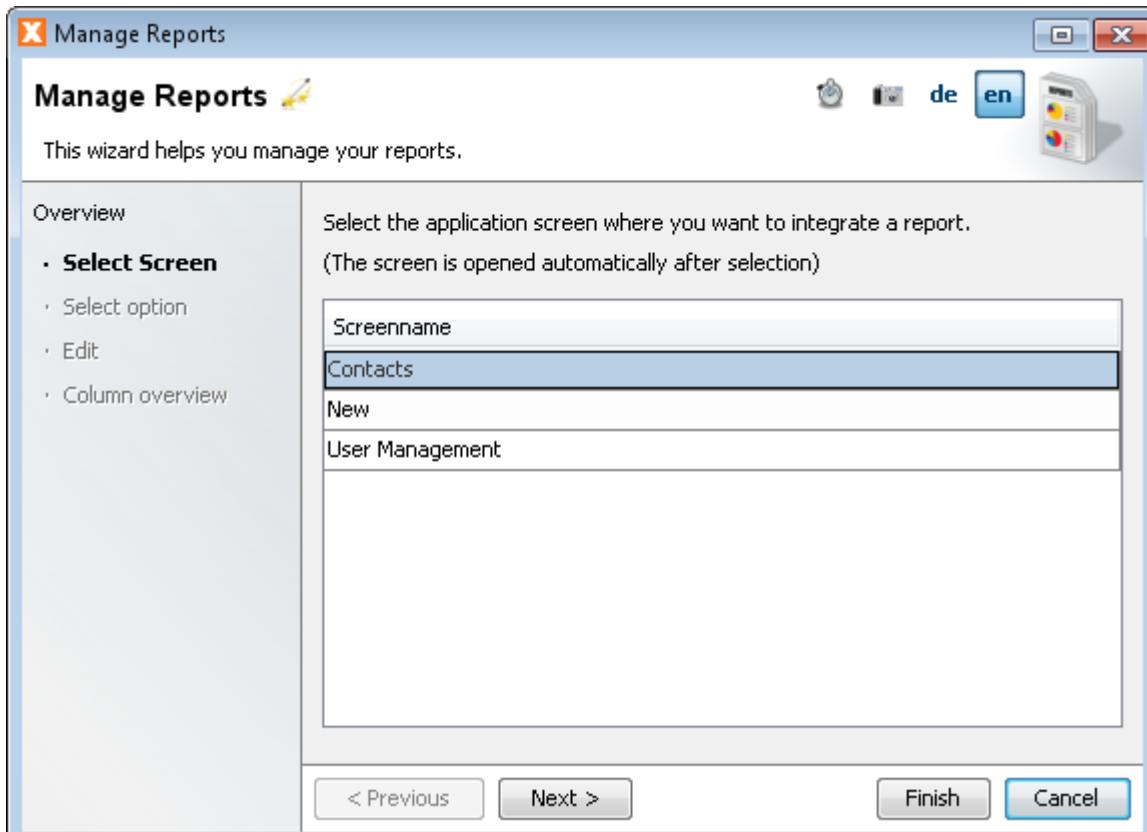 Manage Reports
Manage Reports
de
en
REPORTS
This wizard helps you manage your reports.
Overview
· Select Screen
· Select option
· Edit
· Column overview
Select the application screen where you want to integrate a report.
(The screen is opened automatically after selection)
Screenname
Contacts
New
User Management
< Previous
Next >
Finish
Cancel